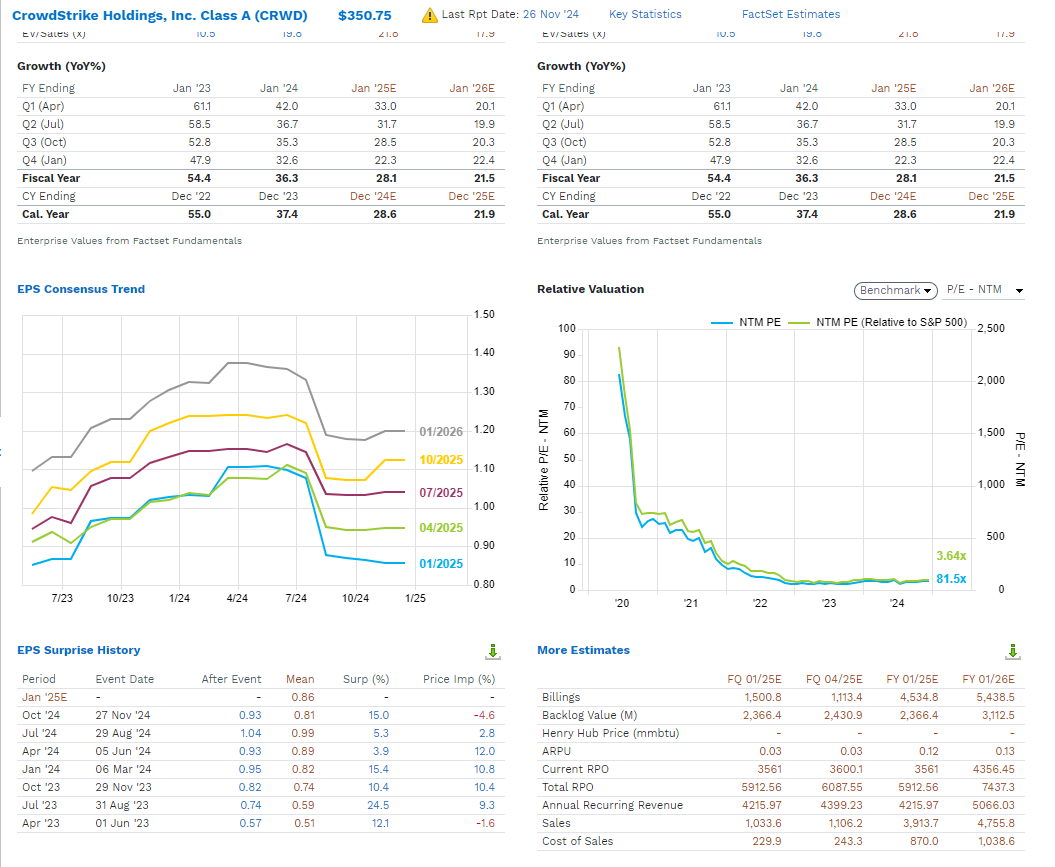 CrowdStrike Holdings, Inc. Class A (CRWD) $350.75 Last Rpt Date: 26 Nov '24 Key Statistics FactSet Estimates
EV/Sales (x) 10.5 19.8 21.8 17.9
Growth (YoY%)
FY Ending Jan '23 Jan '24 Jan '25E Jan '26E
Q1 (Apr) 61.1 42.0 33.0 20.1
Q2 (Jul) 58.5 36.7 31.7 19.9
Q3 (Oct) 52.8 35.3 28.5 20.3
Q4 (Jan) 47.9 32.6 22.3 22.4
Fiscal Year 54.4 36.3 28.1 21.5
CY Ending Dec '22 Dec '23 Dec '24E Dec '25E
Cal. Year 55.0 37.4 28.6 21.9
Enterprise Values from Factset Fundamentals
EV/Sales (x) 10.5 19.8 21.8 17.9
Growth (YoY%)
FY Ending Jan '23 Jan '24 Jan '25E Jan '26E
Q1 (Apr) 61.1 42.0 33.0 20.1
Q2 (Jul) 58.5 36.7 31.7 19.9
Q3 (Oct) 52.8 35.3 28.5 20.3
Q4 (Jan) 47.9 32.6 22.3 22.4
Fiscal Year 54.4 36.3 28.1 21.5
CY Ending Dec '22 Dec '23 Dec '24E Dec '25E
Cal. Year 55.0 37.4 28.6 21.9
Enterprise Values from Factset Fundamentals
EPS Consensus Trend
1.50
1.40
1.30
1.20
1.10
1.00
0.90
0.80
01/2026
10/2025
07/2025
04/2025
01/2025
7/23 10/23 1/24 4/24 7/24 10/24 1/25
Relative Valuation Benchmark P/E - NTM
NTM PE NTM PE (Relative to S&P 500)
Relative P/E - NTM
100
90
80
70
60
50
40
30
20
10
0
2,500
2,000
1,500
1,000
500
0
P/E - NTM
3.64x
81.5x
'20 '21 '22 '23 '24
EPS Surprise History
Period Event Date After Event Mean Surp (%) Price Imp (%)
Jan '25E - - 0.86 - -
Oct '24 27 Nov '24 0.93 0.81 15.0 -4.6
Jul '24 29 Aug '24 1.04 0.99 5.3 2.8
Apr '24 05 Jun '24 0.93 0.89 3.9 12.0
Jan '24 06 Mar '24 0.95 0.82 15.4 10.8
Oct '23 29 Nov '23 0.82 0.74 10.4 10.4
Jul '23 31 Aug '23 0.74 0.59 24.5 9.3
Apr '23 01 Jun '23 0.57 0.51 12.1 -1.6
More Estimates
FQ 01/25E FQ 04/25E FY 01/25E FY 01/26E
Billings 1,500.8 1,113.4 4,534.8 5,438.5
Backlog Value (M) 2,366.4 2,430.9 2,366.4 3,112.5
Henry Hub Price (mmbtu) - - - -
ARPU 0.03 0.03 0.12 0.13
Current RPO 3561 3600.1 3561 4356.45
Total RPO 5912.56 6087.55 5912.56 7437.3
Annual Recurring Revenue 4215.97 4399.23 4215.97 5066.03
Sales 1,033.6 1,106.2 3,913.7 4,755.8
Cost of Sales 229.9 243.3 870.0 1,038.6